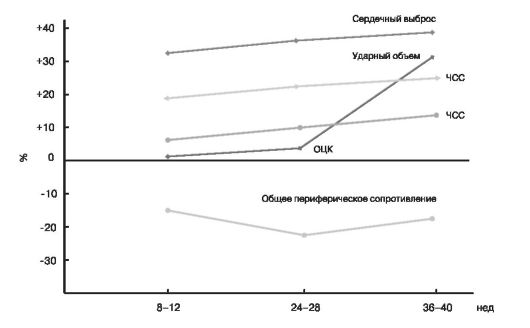 +40
+30
+20
+10
0
-10
-20
-30
%
Сердечный выброс
Ударный объем
ЧСС
ЧСС
ОЦК
Общее периферическое сопротивление
8–12 24–28 36–40 нед